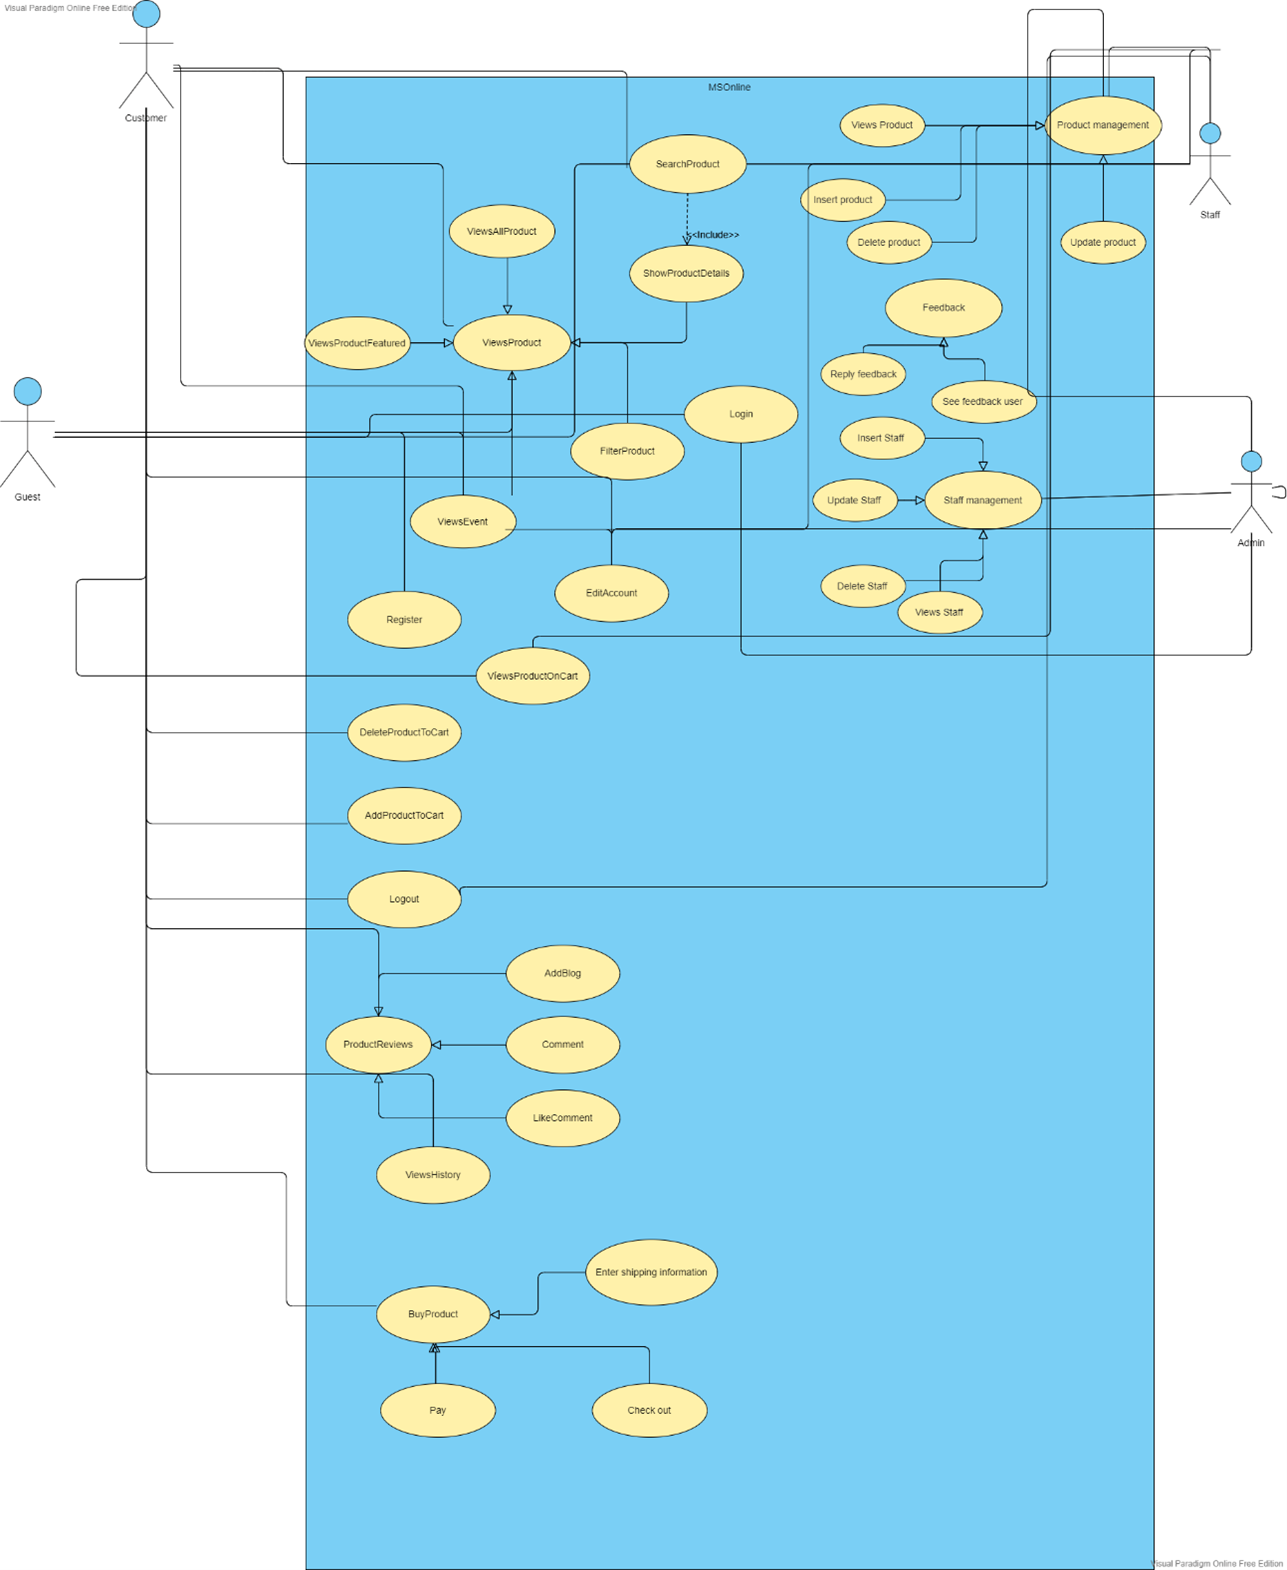 Visual Paradigm Online Free Edition
Customer
MSOnline
Views Product
Product management
SearchProduct
Insert product
Staff
ViewsAllProduct
<<Include>>
Delete product
Update product
ShowProductDetails
Feedback
ViewsProductFeatured
ViewsProduct
Reply feedback
See feedback user
Login
Insert Staff
FilterProduct
Guest
Update Staff
Staff management
ViewsEvent
Admin
Delete Staff
EditAccount
Views Staff
Register
ViewsProductOnCart
DeleteProductToCart
AddProductToCart
Logout
AddBlog
ProductReviews
Comment
LikeComment
ViewsHistory
Enter shipping information
BuyProduct
Pay
Check out
Visual Paradigm Online Free Edition